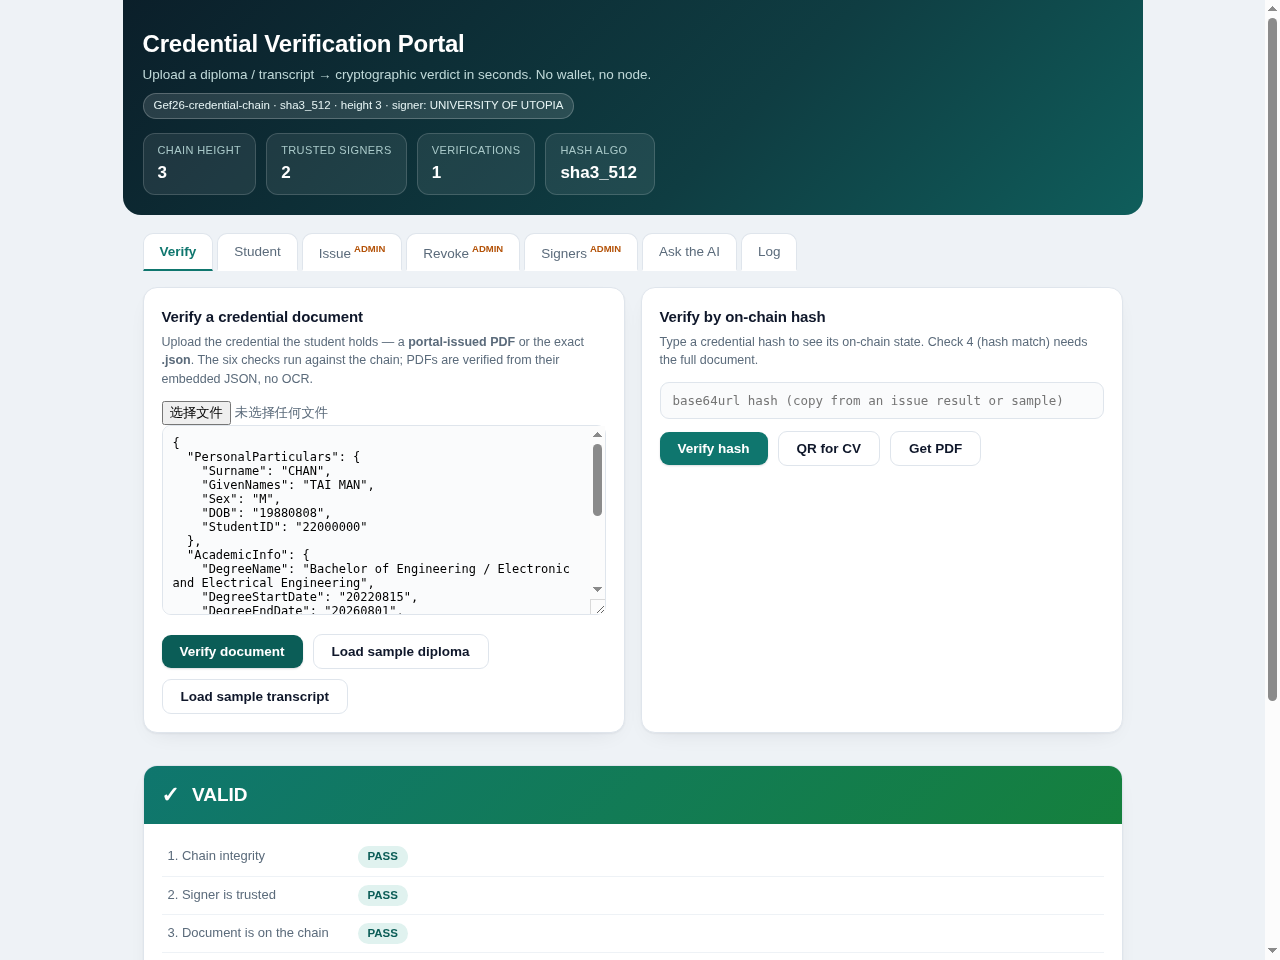 Credential Verification Portal
Upload a diploma / transcript → cryptographic verdict in seconds. No wallet, no node.
Gef26-credential-chain · sha3_512 · height 3 · signer: UNIVERSITY OF UTOPIA
CHAIN HEIGHT
3
TRUSTED SIGNERS
2
VERIFICATIONS
1
HASH ALGO
sha3_512
Verify
Student
Issue ADMIN
Revoke ADMIN
Signers ADMIN
Ask the AI
Log
Verify a credential document
Upload the credential the student holds — a portal-issued PDF or the exact
.json. The six checks run against the chain; PDFs are verified from their
embedded JSON, no OCR.
选择文件 未选择任何文件
{
  "PersonalParticulars": {
    "Surname": "CHAN",
    "GivenNames": "TAI MAN",
    "Sex": "M",
    "DOB": "19880808",
    "StudentID": "22000000"
  },
  "AcademicInfo": {
    "DegreeName": "Bachelor of Engineering / Electronic
and Electrical Engineering",
    "DegreeStartDate": "20220815",
    "DegreeEndDate": "20260801",
Verify document
Load sample diploma
Load sample transcript
Verify by on-chain hash
Type a credential hash to see its on-chain state. Check 4 (hash match) needs
the full document.
base64url hash (copy from an issue result or sample)
Verify hash
QR for CV
Get PDF
✓ VALID
1. Chain integrity PASS
2. Signer is trusted PASS
3. Document is on the chain PASS